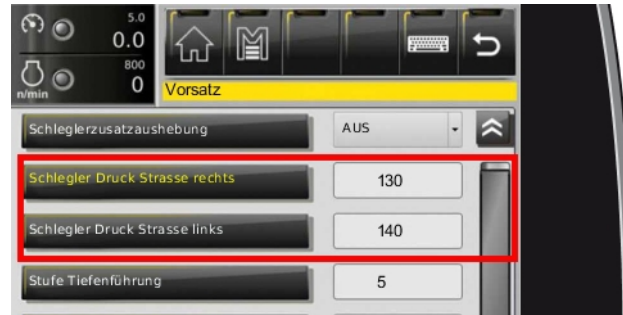 5.0
0.0
800
n/min 0
Vorsatz
Schleglerzusatzaushebung AUS
Schlegler Druck Strasse rechts 130
Schlegler Druck Strasse links 140
Stufe Tiefenführung 5